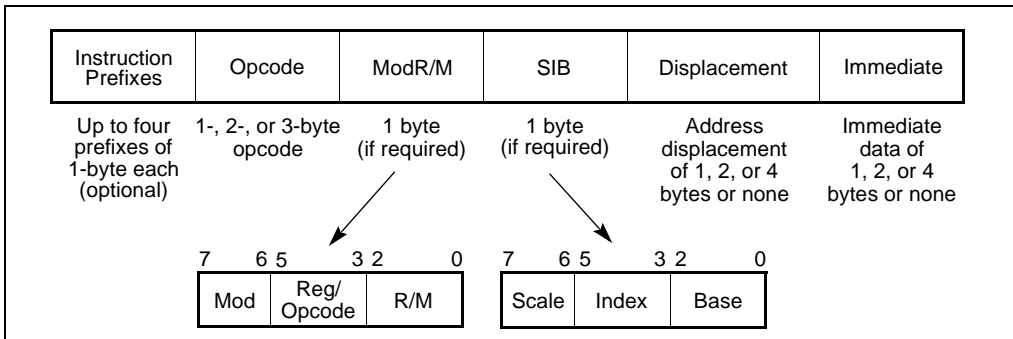 Instruction Prefixes
Opcode
ModR/M
SIB
Displacement
Immediate
Up to four
prefixes of
1-byte each
(optional)
1-, 2-, or 3-byte
opcode
1 byte
(if required)
1 byte
(if required)
Address
displacement
of 1, 2, or 4
bytes or none
Immediate
data of
1, 2, or 4
bytes or none
7 6 5 3 2 0
Mod
Reg/
Opcode
R/M
7 6 5 3 2 0
Scale
Index
Base